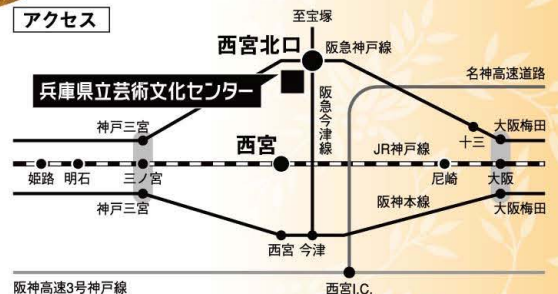 アクセス
至宝塚
西宮北口
阪急神戸線
名神高速道路
兵庫県立芸術文化センター
阪急今津線
神戸三宮
十三
大阪梅田
西宮
JR神戸線
姫路
明石
三ノ宮
尼崎
大阪
神戸三宮
阪神本線
大阪梅田
西宮
今津
阪神高速3号神戸線
西宮I.C.